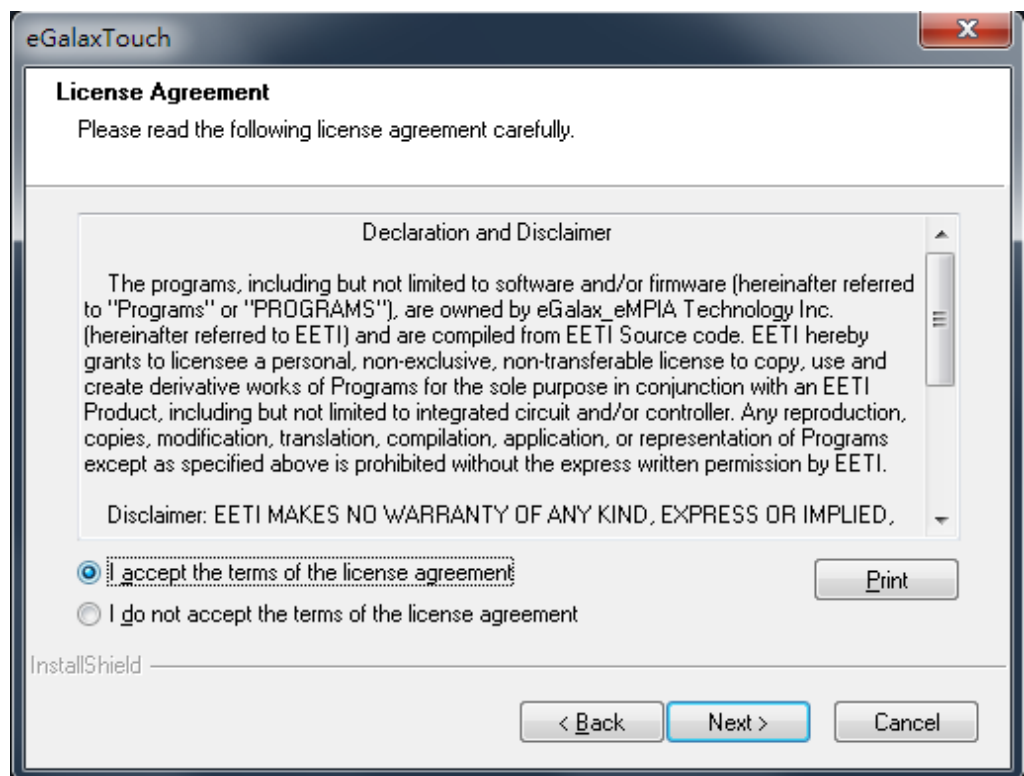 eGalaxTouch
License Agreement
Please read the following license agreement carefully.
Declaration and Disclaimer
The programs, including but not limited to software and/or firmware (hereinafter referred
to "Programs" or "PROGRAMS"), are owned by eGalax_eMPIA Technology Inc.
(hereinafter referred to EETI) and are compiled from EETI Source code. EETI hereby
grants to licensee a personal, non-exclusive, non-transferable license to copy, use and
create derivative works of Programs for the sole purpose in conjunction with an EETI
Product, including but not limited to integrated circuit and/or controller. Any reproduction,
copies, modification, translation, compilation, application, or representation of Programs
except as specified above is prohibited without the express written permission by EETI.
Disclaimer: EETI MAKES NO WARRANTY OF ANY KIND, EXPRESS OR IMPLIED,
I accept the terms of the license agreement
Print
I do not accept the terms of the license agreement
InstallShield
< Back Next > Cancel